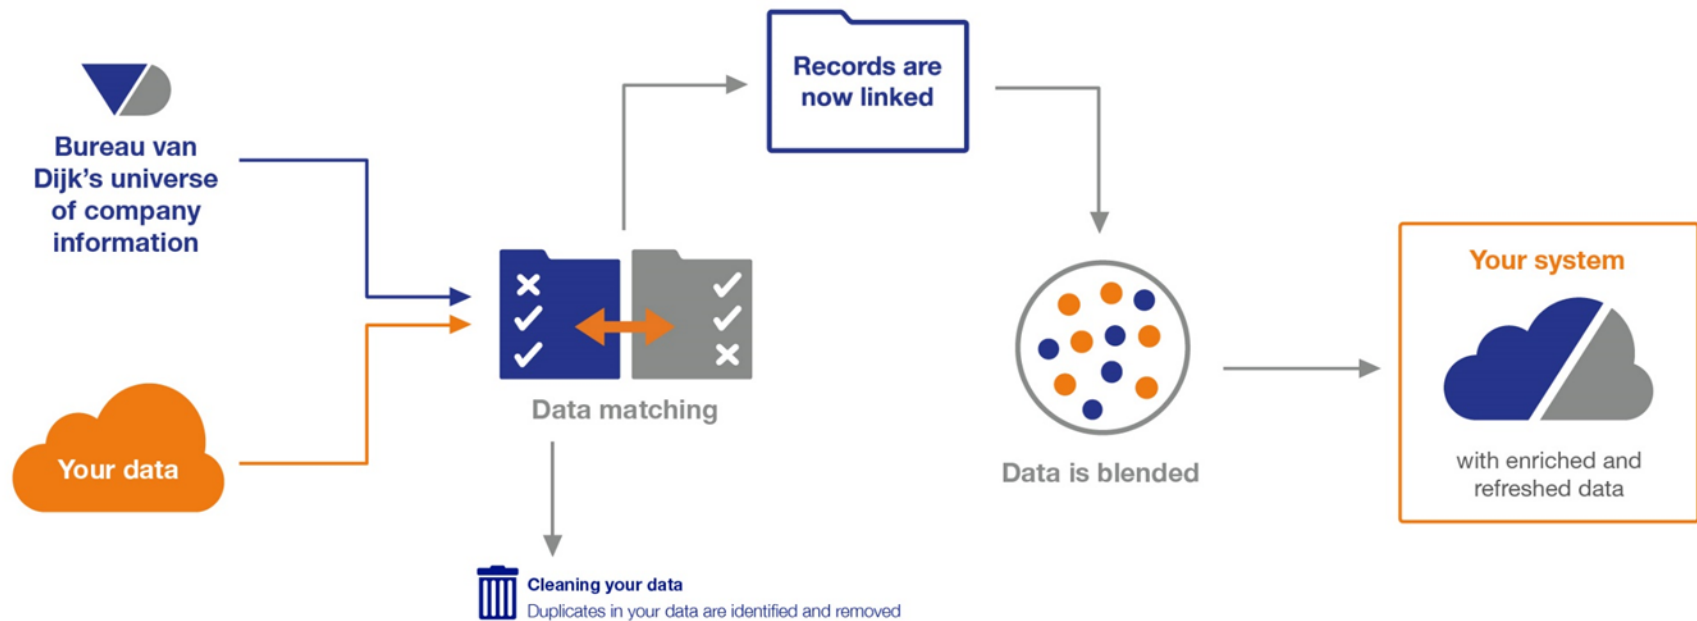 Bureau van
Dijk's universe
of company
information
Your data
Data matching
Cleaning your data
Duplicates in your data are identified and removed
Records are
now linked
Data is blended
Your system
with enriched and
refreshed data